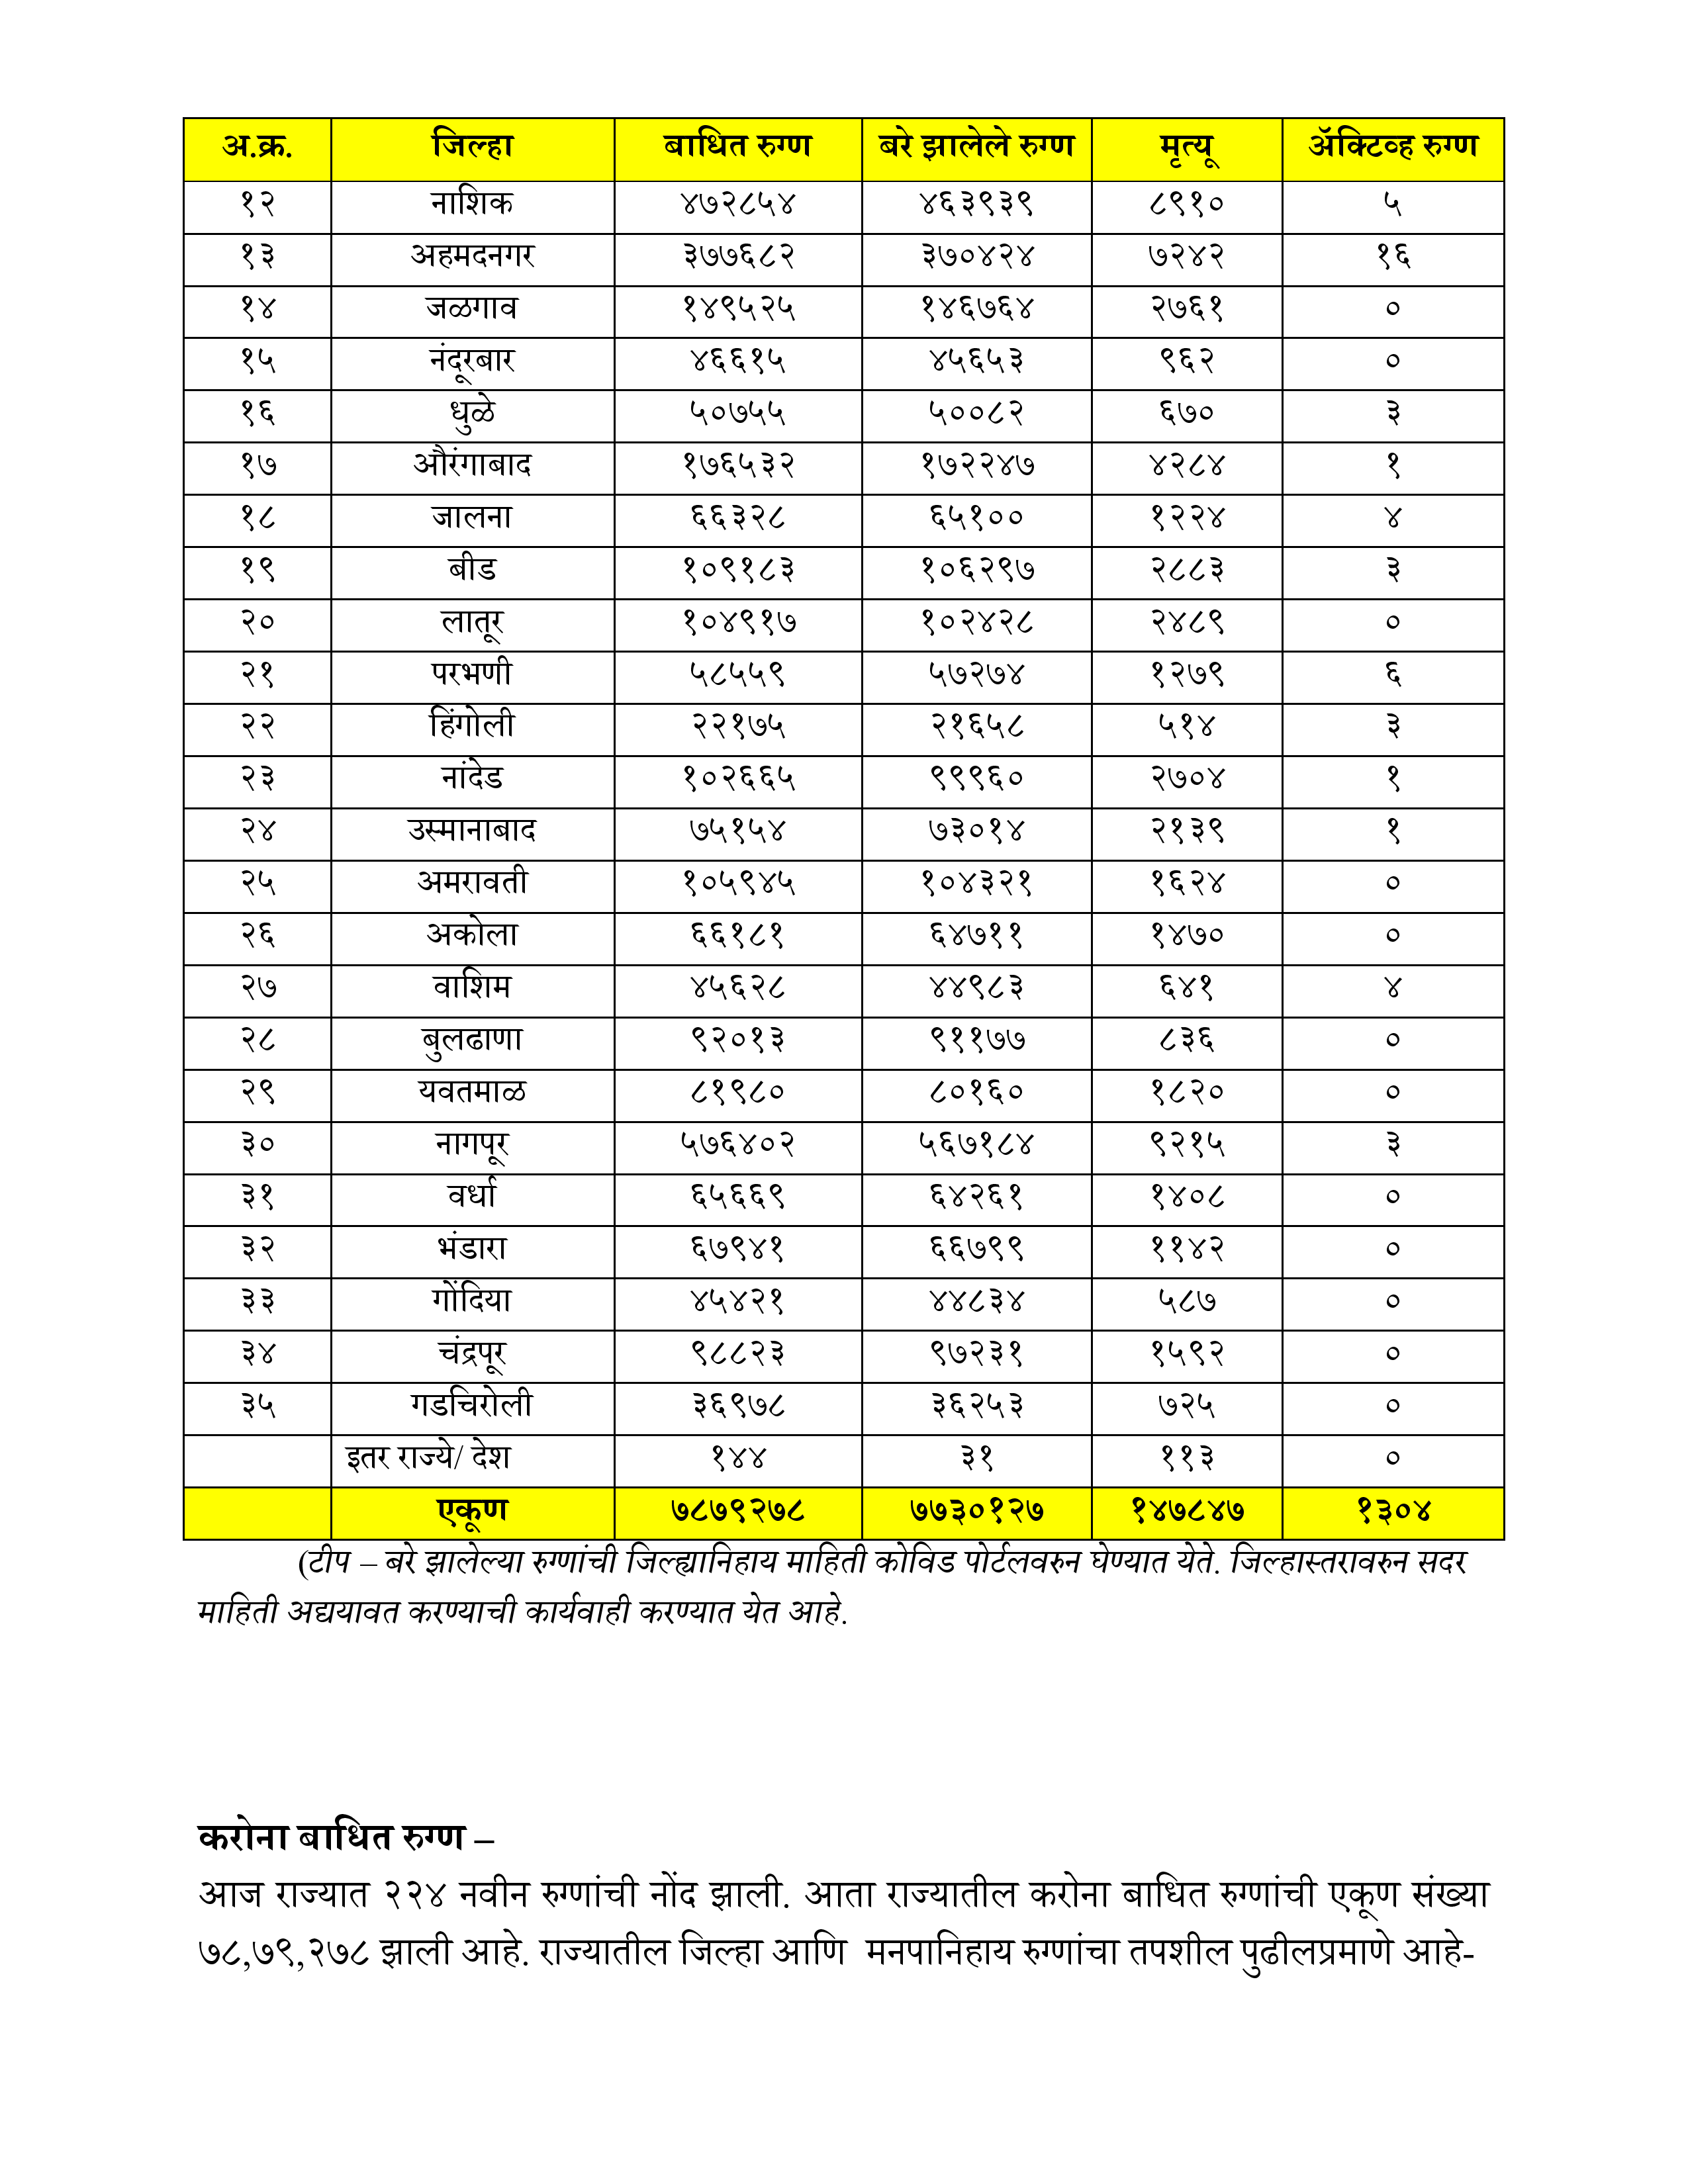 अ.क्र. जिल्हा बाधित रुग्ण बरे झालेले रुग्ण मृत्यू ॲक्टिव्ह रुग्ण
१२ नाशिक ४७२८५४ ४६३९३९ ८९१० ५
१३ अहमदनगर ३७७६८२ ३७०४२४ ७२४२ १६
१४ जळगाव १४९५२५ १४६७६४ २७६१ ०
१५ नंदूरबार ४६६१५ ४५६५३ ९६२ ०
१६ धुळे ५०७५५ ५००८२ ६७० ३
१७ औरंगाबाद १७६५३२ १७२२४७ ४२८४ १
१८ जालना ६६३२८ ६५१०० १२२४ ४
१९ बीड १०९१८३ १०६२९७ २८८३ ३
२० लातूर १०४९१७ १०२४२८ २४८९ ०
२१ परभणी ५८५५९ ५७२७४ १२७९ ६
२२ हिंगोली २२१७५ २१६५८ ५१४ ३
२३ नांदेड १०२६६५ ९९९६० २७०४ १
२४ उस्मानाबाद ७५१५४ ७३०१४ २१३९ १
२५ अमरावती १०५९४५ १०४३२१ १६२४ ०
२६ अकोला ६६१८१ ६४७११ १४७० ०
२७ वाशिम ४५६२८ ४४९८३ ६४१ ४
२८ बुलढाणा ९२०१३ ९११७७ ८३६ ०
२९ यवतमाळ ८१९८० ८०१६० १८२० ०
३० नागपूर ५७६४०२ ५६७१८४ ९२१५ ३
३१ वर्धा ६५६६९ ६४२६१ १४०८ ०
३२ भंडारा ६७९४१ ६६७९९ ११४२ ०
३३ गोंदिया ४५४२१ ४४८३४ ५८७ ०
३४ चंद्रपूर ९८८२३ ९७२३१ १५९२ ०
३५ गडचिरोली ३६९७८ ३६२५३ ७२५ ०
इतर राज्ये/ देश १४४ ३१ ११३ ०
एकूण ७८७९२७८ ७७३०१२७ १४७८४७ १३०४
(टीप – बरे झालेल्या रुग्णांची जिल्ह्यानिहाय माहिती कोविड पोर्टलवरुन घेण्यात येते. जिल्हास्तरावरुन सदर
माहिती अद्ययावत करण्याची कार्यवाही करण्यात येत आहे.
करोना बाधित रुग्ण –
आज राज्यात २२४ नवीन रुग्णांची नोंद झाली. आता राज्यातील करोना बाधित रुग्णांची एकूण संख्या
७८,७९,२७८ झाली आहे. राज्यातील जिल्हा आणि मनपानिहाय रुग्णांचा तपशील पुढीलप्रमाणे आहे-